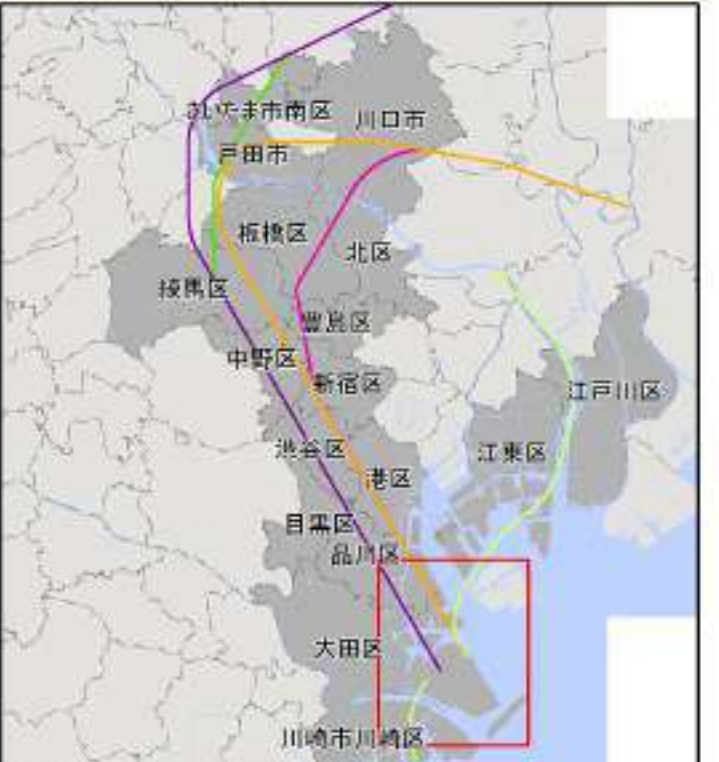 さいたま市南区
川口市
戸田市
板橋区
北区
練馬区
豊島区
中野区
新宿区
江戸川区
渋谷区
江東区
港区
目黒区
品川区
大田区
川崎市川崎区